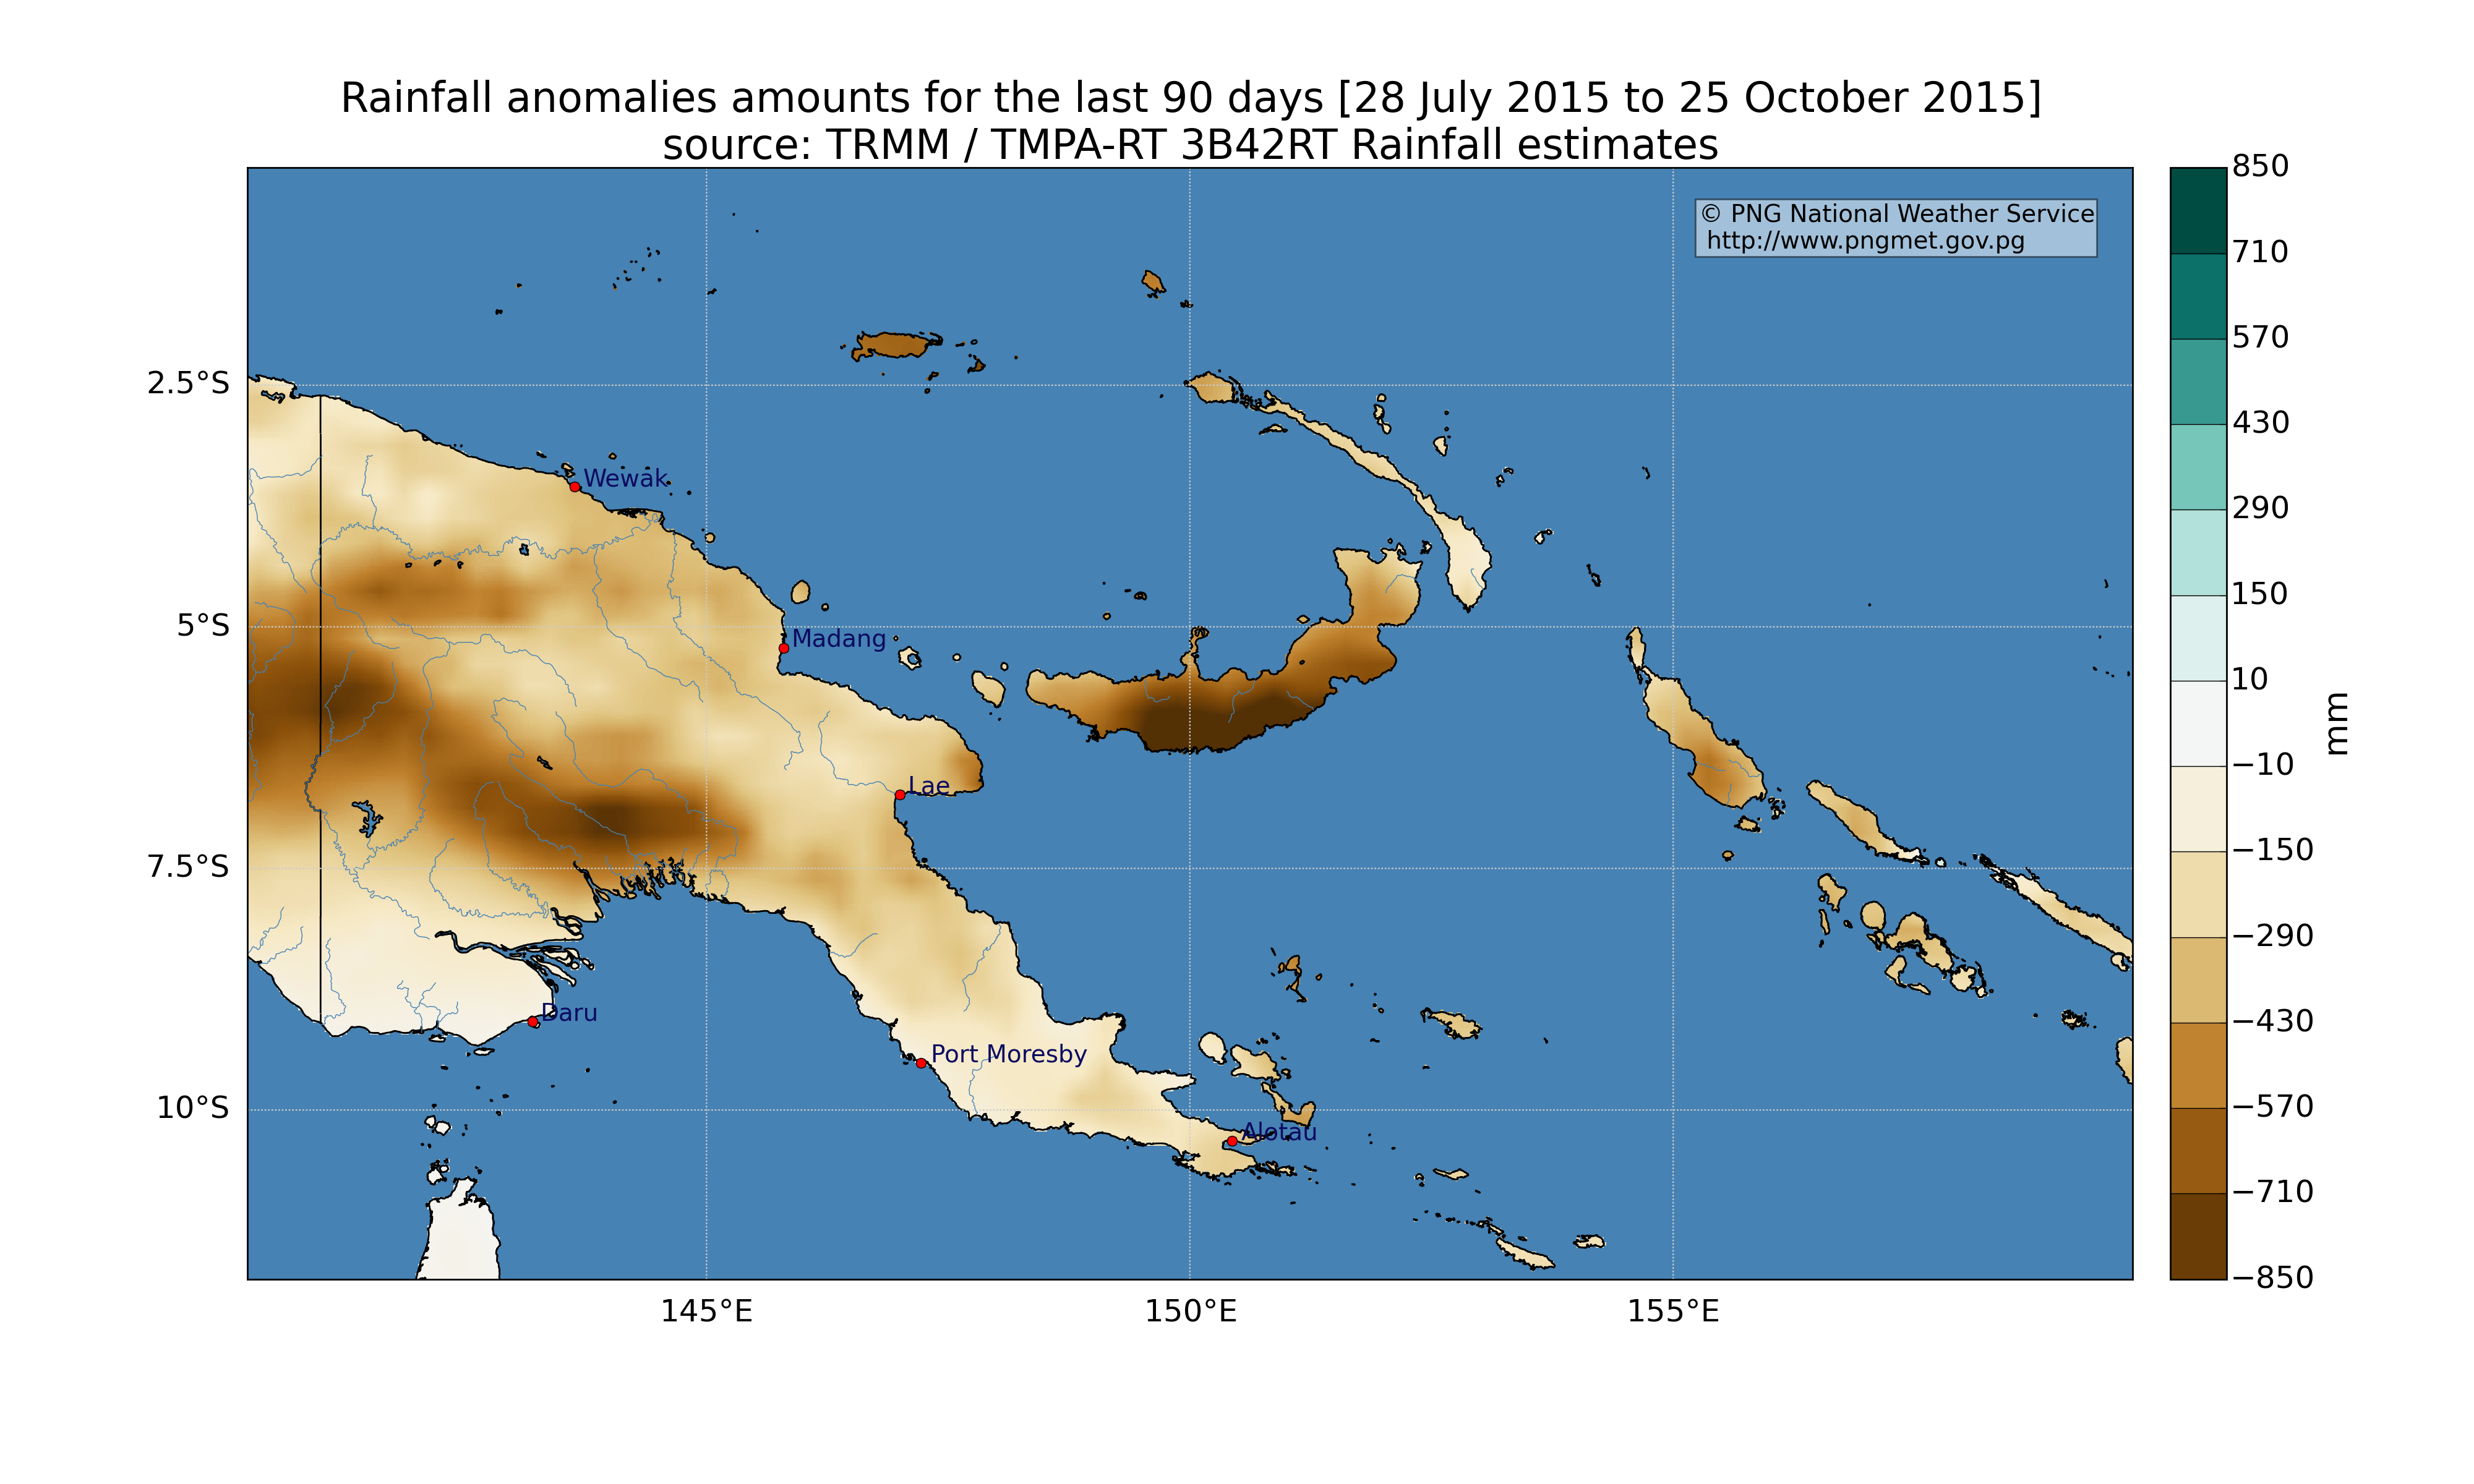 Rainfall anomalies amounts for the last 90 days [28 July 2015 to 25 October 2015]
source: TRMM / TMPA-RT 3B42RT Rainfall estimates
© PNG National Weather Service
http://www.pngmet.gov.pg
850
710
570
430
290
150
10
−10
−150
−290
−430
−570
−710
−850
mm
2.5°S
5°S
7.5°S
10°S
Wewak
Madang
Lae
Daru
Port Moresby
Alotau
145°E
150°E
155°E